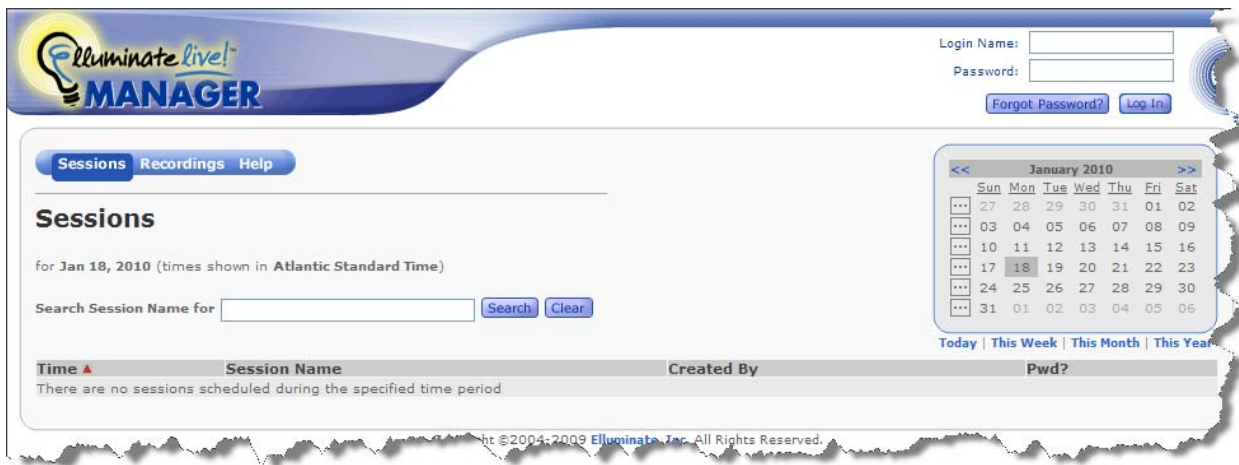 Elluminate live!™
MANAGER
Login Name:
Password:
Forgot Password? Log In
Sessions Recordings Help
Sessions
for Jan 18, 2010 (times shown in Atlantic Standard Time)
Search Session Name for Search Clear
<< January 2010 >>
Sun Mon Tue Wed Thu Fri Sat
... 27 28 29 30 31 01 02
... 03 04 05 06 07 08 09
... 10 11 12 13 14 15 16
... 17 18 19 20 21 22 23
... 24 25 26 27 28 29 30
... 31 01 02 03 04 05 06
Today | This Week | This Month | This Year
Time ▲ Session Name Created By Pwd?
There are no sessions scheduled during the specified time period
ht ©2004-2009 Elluminate, Inc. All Rights Reserved.